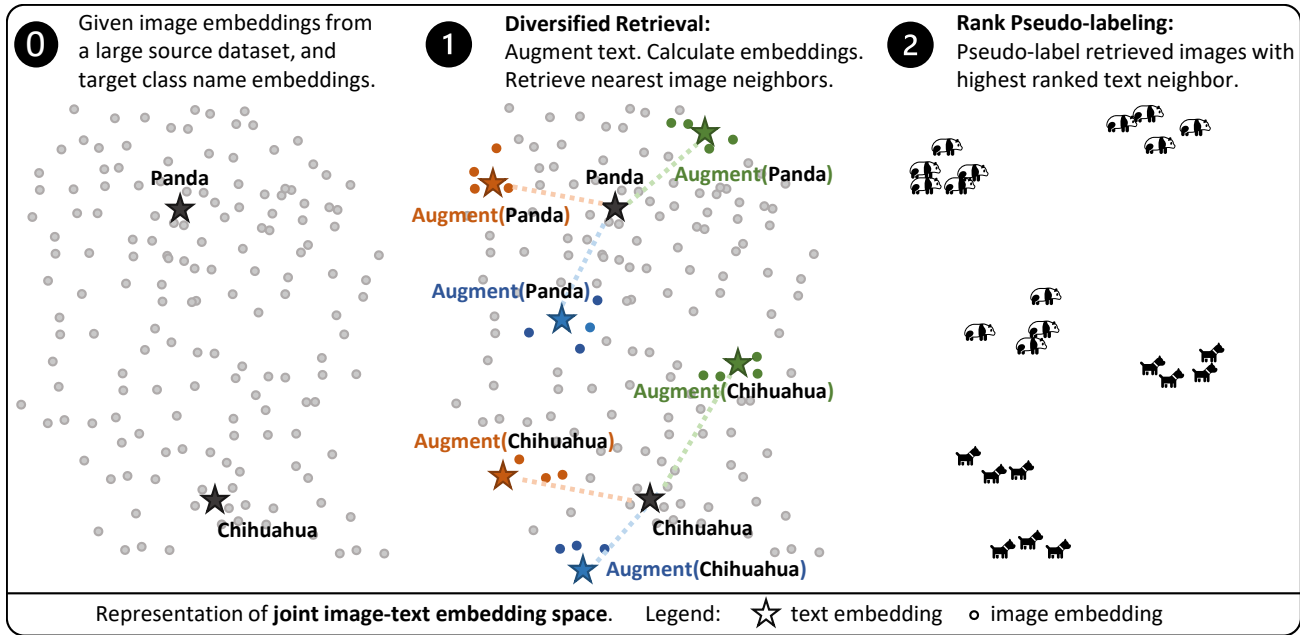 0
Given image embeddings from
a large source dataset, and
target class name embeddings.
Panda
Chihuahua
1
Diversified Retrieval:
Augment text. Calculate embeddings.
Retrieve nearest image neighbors.
Panda
Augment(Panda)
Augment(Panda)
Augment(Panda)
Augment(Chihuahua)
Augment(Chihuahua)
Chihuahua
Augment(Chihuahua)
2
Rank Pseudo-labeling:
Pseudo-label retrieved images with
highest ranked text neighbor.
Representation of joint image-text embedding space. Legend: text embedding image embedding